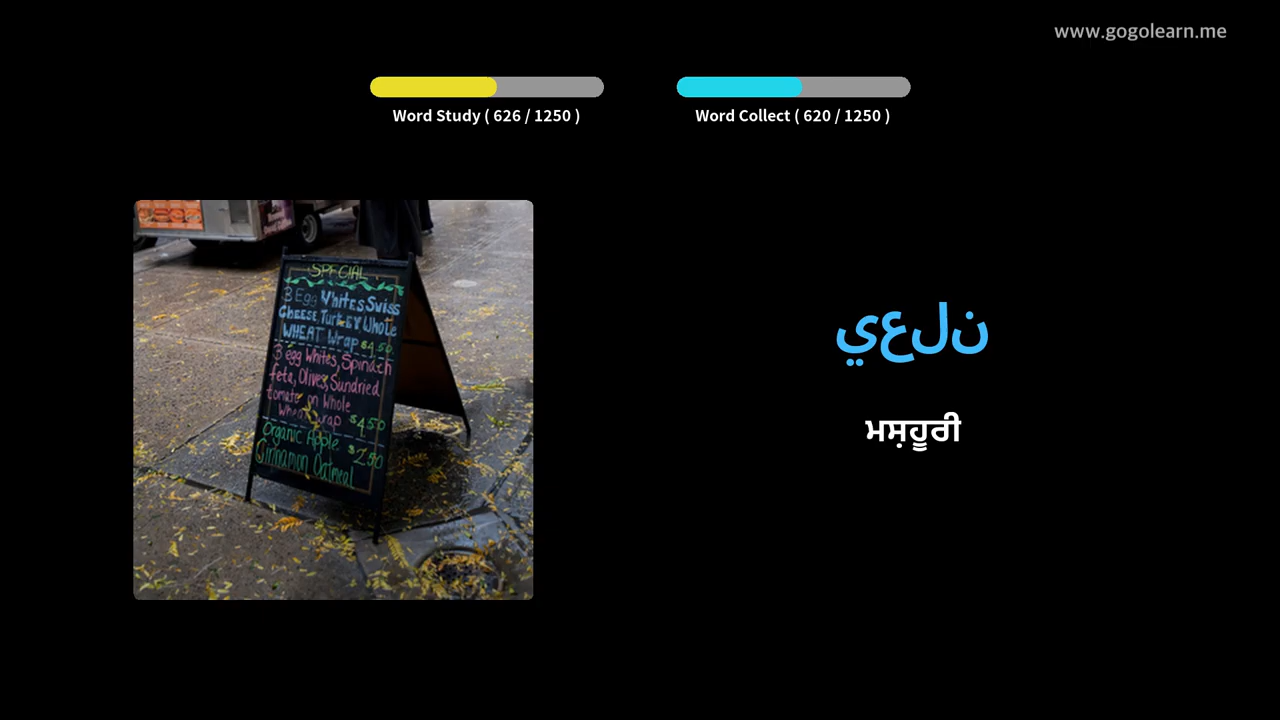 www.gogolearn.me
Word Study ( 626 / 1250 )
Word Collect ( 620 / 1250 )
SPECIAL
3 Egg Whites, Swiss
Cheese, Turkey Whole
WHEAT Wrap $4.50
3 egg Whites, Spinach
feta, Olives, Sundried
tomato on Whole
Wheat Wrap $4.50
Organic Apple
Cinnamon Oatmeal $2.50
يعلن
ਮਸ਼ਹੂਰੀ